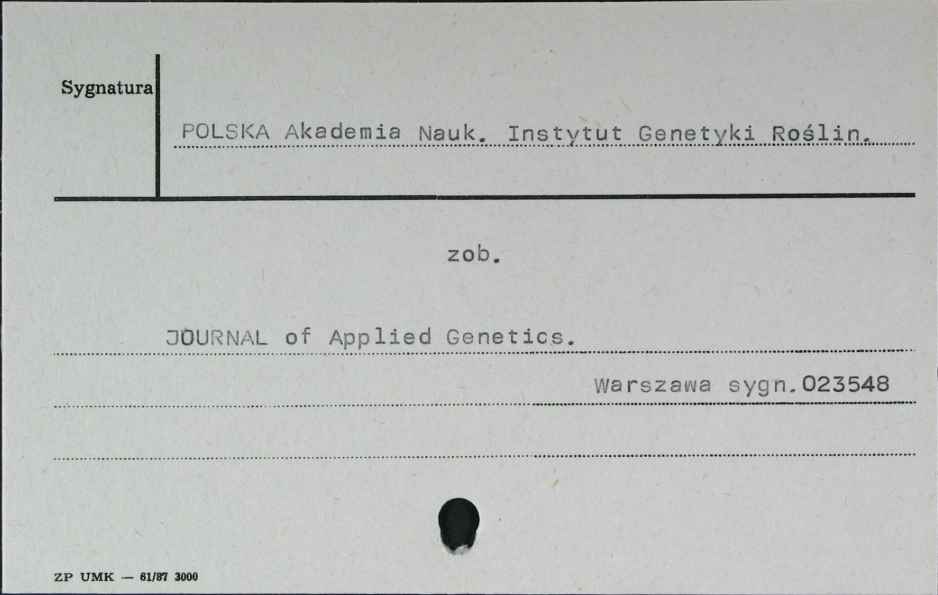 Sygnatura
POLSKA Akademia Nauk. Instytut Genetyki Roślin.
zob.
JOURNAL of Applied Genetics.
Warszawa sygn.023548
ZP UMK — 61/87 3000